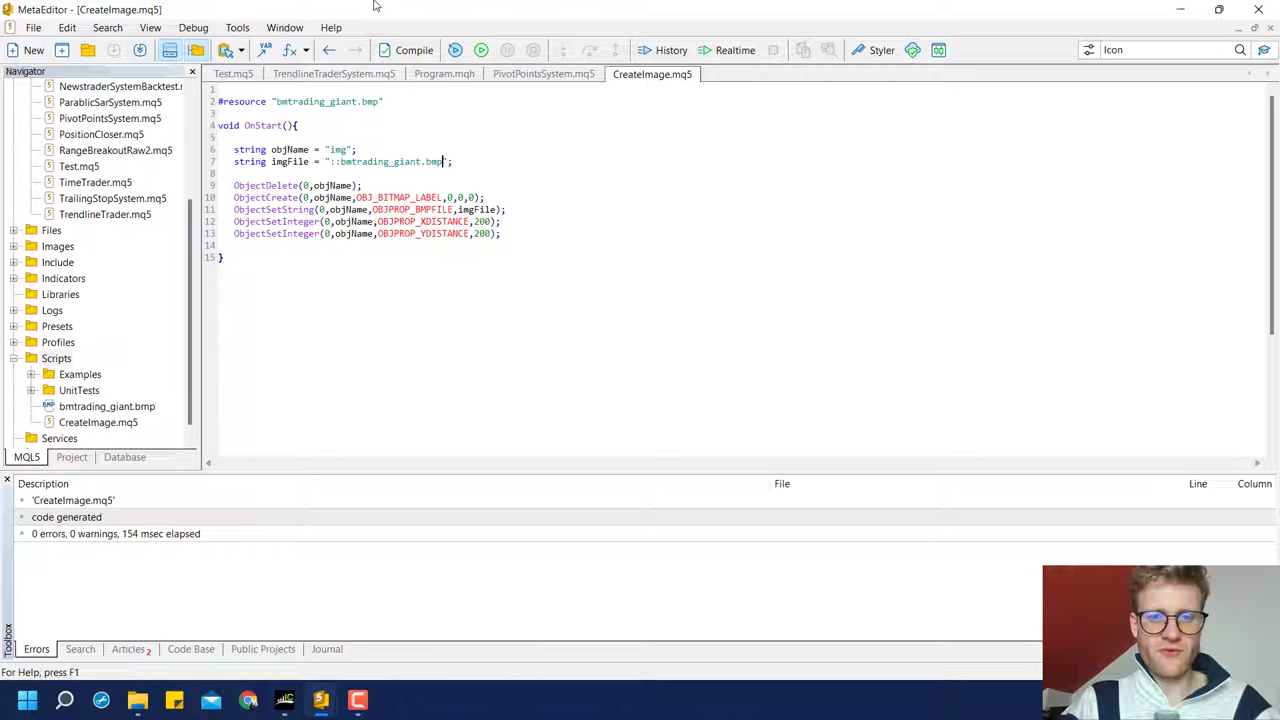 MetaEditor - [CreateImage.mq5]
File Edit Search View Debug Tools Window Help
New Compile History Realtime Styler Icon
Navigator
Test.mq5 TrendlineTraderSystem.mq5 Program.mqh PivotPointsSystem.mq5 CreateImage.mq5
NewstraderSystemBacktest.r
ParablicSarSystem.mq5
PivotPointsSystem.mq5
PositionCloser.mq5
RangeBreakoutRaw2.mq5
Test.mq5
TimeTrader.mq5
TrailingStopSystem.mq5
TrendlineTrader.mq5
Files
Images
Include
Indicators
Libraries
Logs
Presets
Profiles
Scripts
Examples
UnitTests
bmtrading_giant.bmp
CreateImage.mq5
Services
MQL5 Project Database
1
2 #resource "bmtrading_giant.bmp"
3
4 void OnStart(){
5
6 string objName = "img";
7 string imgFile = "::bmtrading_giant.bmp";
8
9 ObjectDelete(0,objName);
10 ObjectCreate(0,objName,OBJ_BITMAP_LABEL,0,0,0);
11 ObjectSetString(0,objName,OBJPROP_BMPFILE,imgFile);
12 ObjectSetInteger(0,objName,OBJPROP_XDISTANCE,200);
13 ObjectSetInteger(0,objName,OBJPROP_YDISTANCE,200);
14
15 }
Description File Line Column
'CreateImage.mq5'
code generated
0 errors, 0 warnings, 154 msec elapsed
Toolbox
Errors Search Articles 2 Code Base Public Projects Journal
For Help, press F1